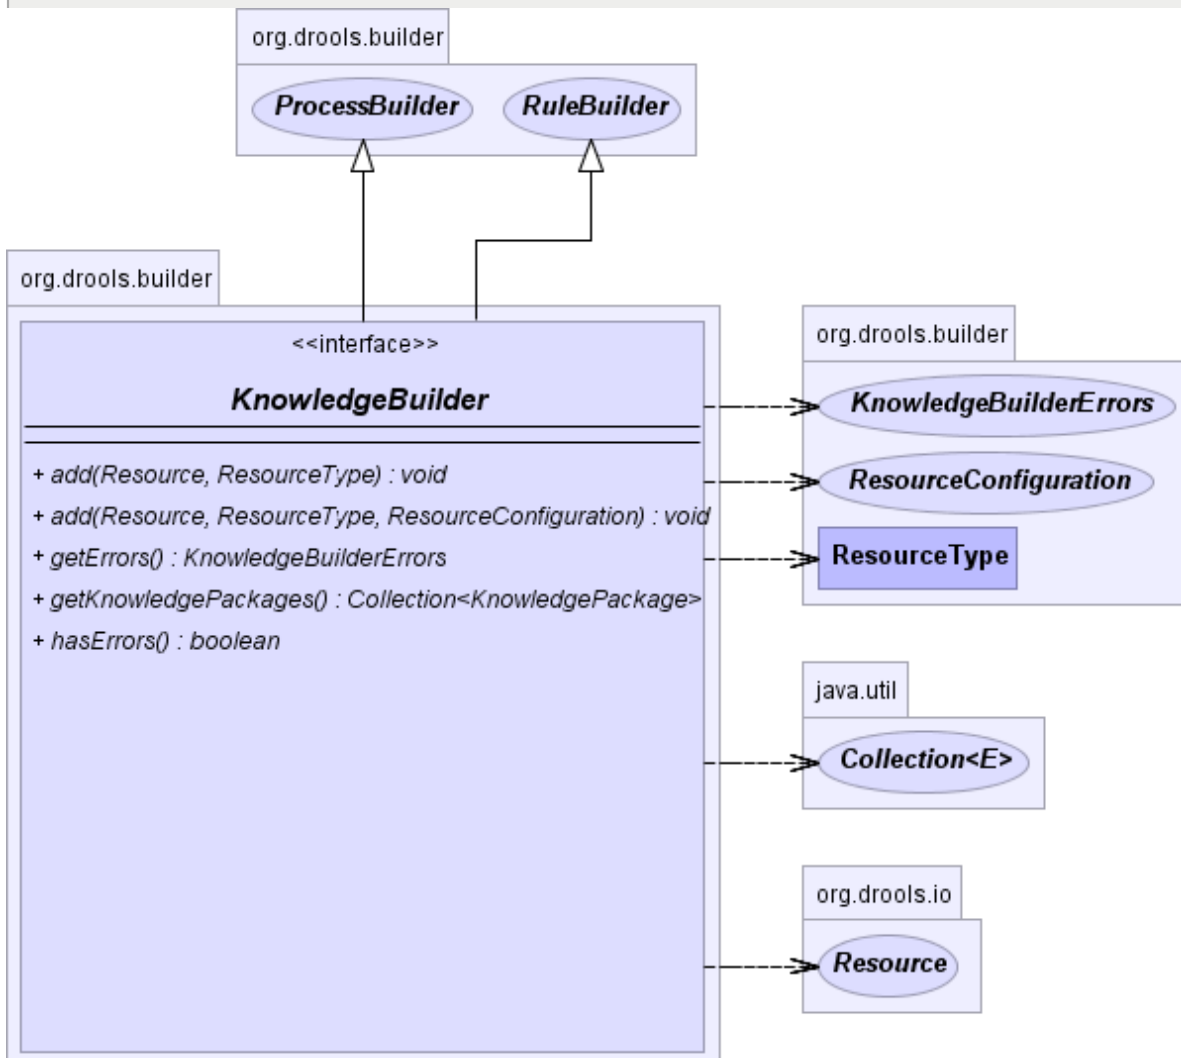 org.drools.builder
ProcessBuilder
RuleBuilder
org.drools.builder
<<interface>>
KnowledgeBuilder
+ add(Resource, ResourceType) : void
+ add(Resource, ResourceType, ResourceConfiguration) : void
+ getErrors() : KnowledgeBuilderErrors
+ getKnowledgePackages() : Collection<KnowledgePackage>
+ hasErrors() : boolean
org.drools.builder
KnowledgeBuilderErrors
ResourceConfiguration
ResourceType
java.util
Collection<E>
org.drools.io
Resource